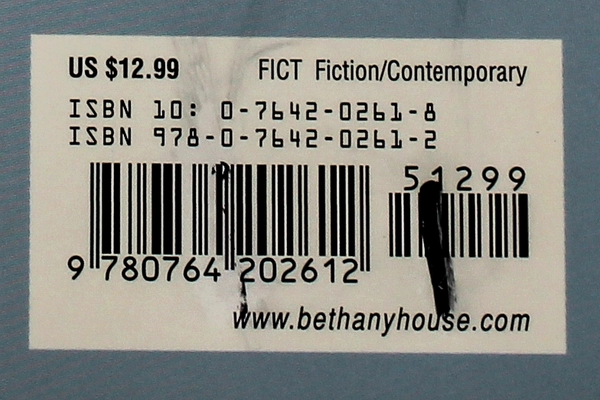 US $12.99 FICT Fiction/Contemporary
ISBN 10: 0-7642-0261-8
ISBN 978-0-7642-0261-2
51299
9 780764 202612
www.bethanyhouse.com